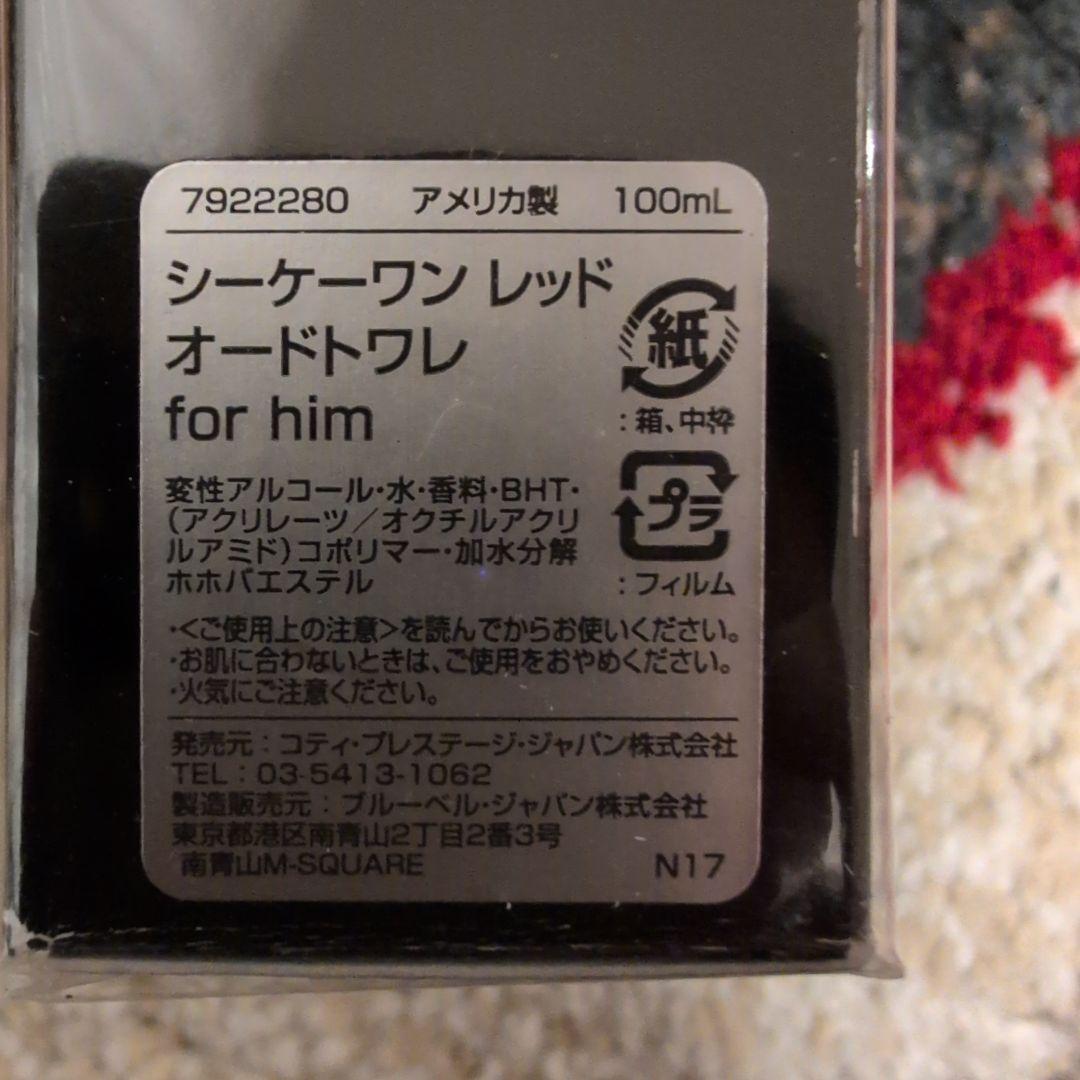 7922280 アメリカ製 100mL
シーケーワン レッド
オードトワレ
for him
紙
:箱、中枠
プラ
:フィルム
変性アルコール・水・香料・BHT・
(アクリレーツ/オクチルアクリ
ルアミド)コポリマー・加水分解
ホホバエステル
・<ご使用上の注意>を読んでからお使いください。
・お肌に合わないときは、ご使用をおやめください。
・火気にご注意ください。
発売元:コティ・プレステージ・ジャパン株式会社
TEL:03-5413-1062
製造販売元:ブルーベル・ジャパン株式会社
東京都港区南青山2丁目2番3号
南青山M-SQUARE N17